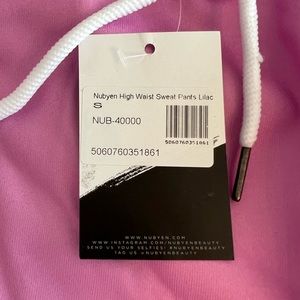 Nubyen High Waist Sweat Pants Lilac
S
NUB-40000
5060760351861
5060760351861
WWW.NUBYEN.COM
WWW.INSTAGRAM.COM/NUBYENBEAUTY
SEND US YOUR SELFIES! #NUBYENBEAUTY
TAG US @NUBYENBEAUTY